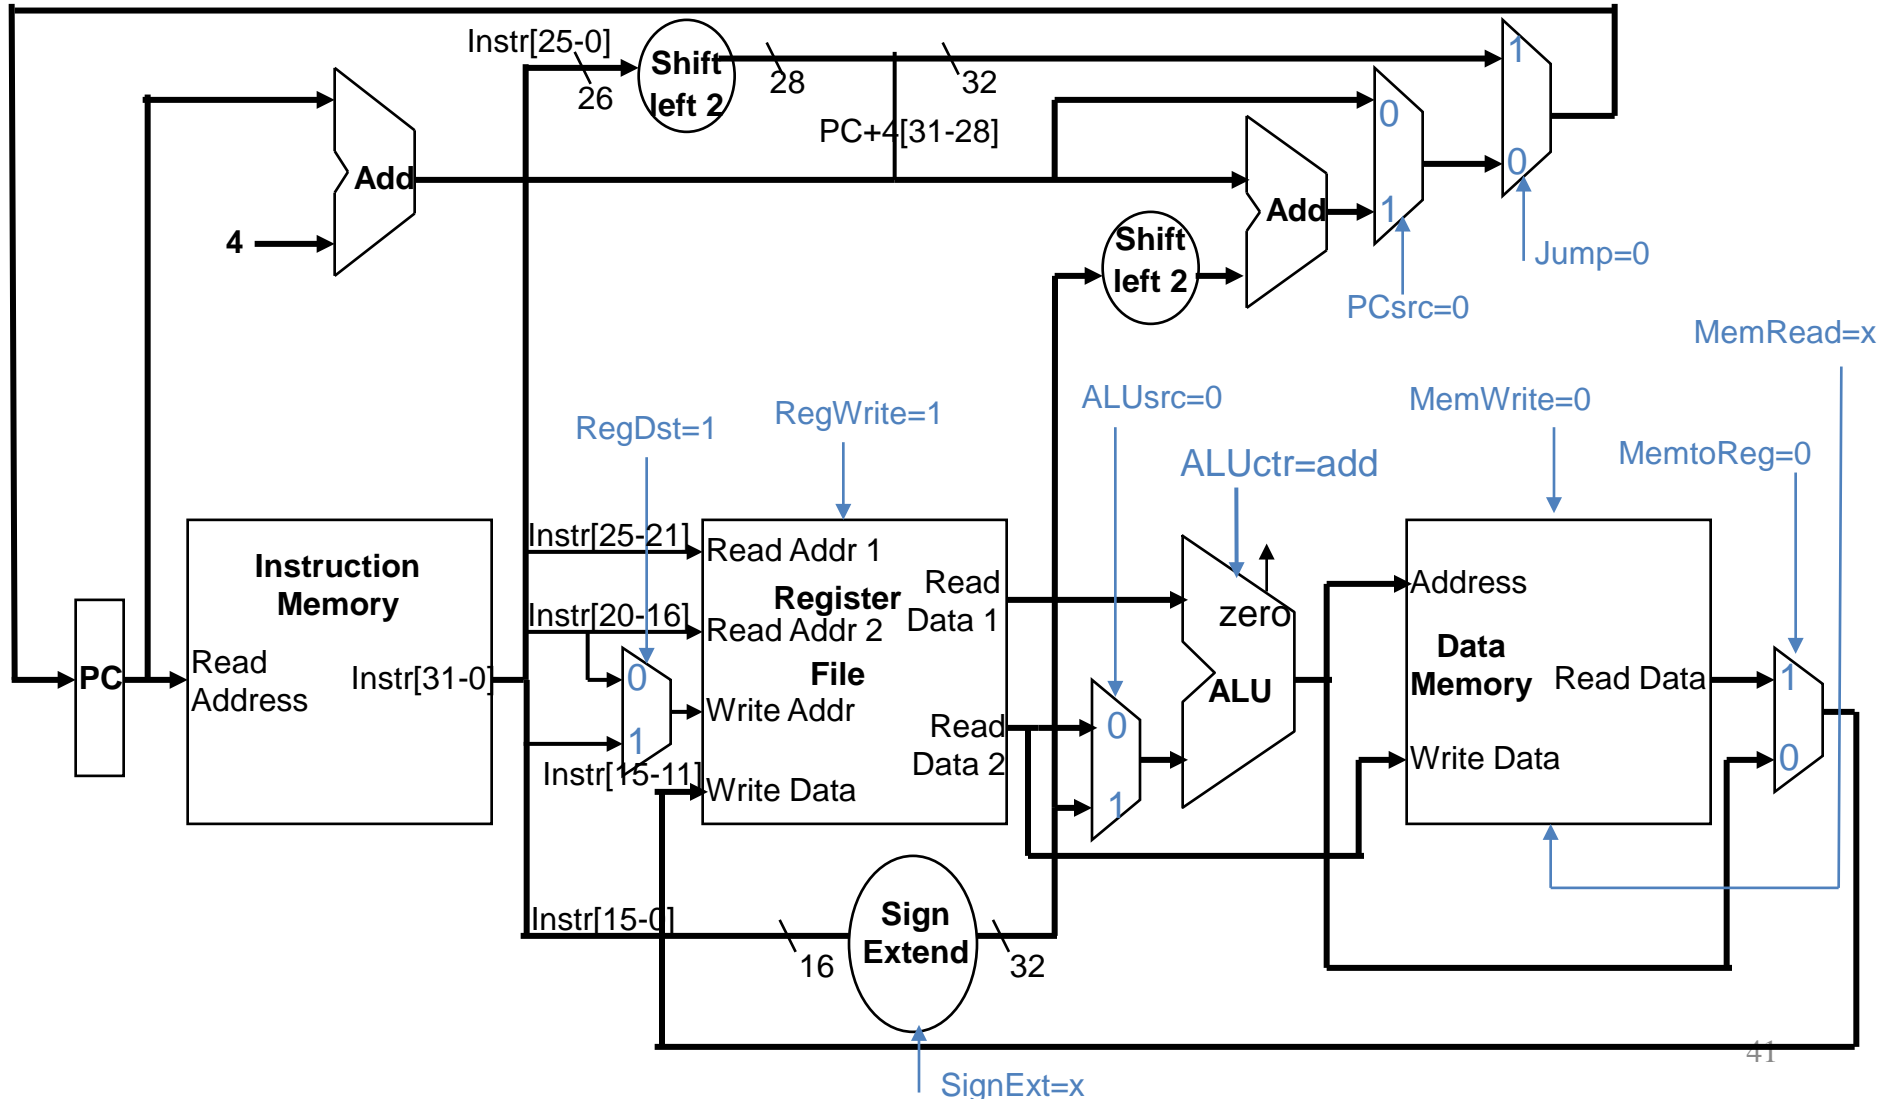 Instr[25-0]
26
Shift
left 2
28
32
PC+4[31-28]
1
0
0
1
Add
4
Add
Shift
left 2
Jump=0
PCsrc=0
MemRead=x
RegDst=1
RegWrite=1
ALUsrc=0
MemWrite=0
ALUctr=add
MemtoReg=0
PC
Instruction
Memory
Read
Address
Instr[31-0]
Instr[25-21]
Instr[20-16]
0
1
Instr[15-11]
Read Addr 1
Register
Read Addr 2
File
Write Addr
Write Data
Read
Data 1
Read
Data 2
0
1
zero
ALU
Address
Data
Memory
Read Data
Write Data
1
0
Instr[15-0]
16
Sign
Extend
32
SignExt=x
41